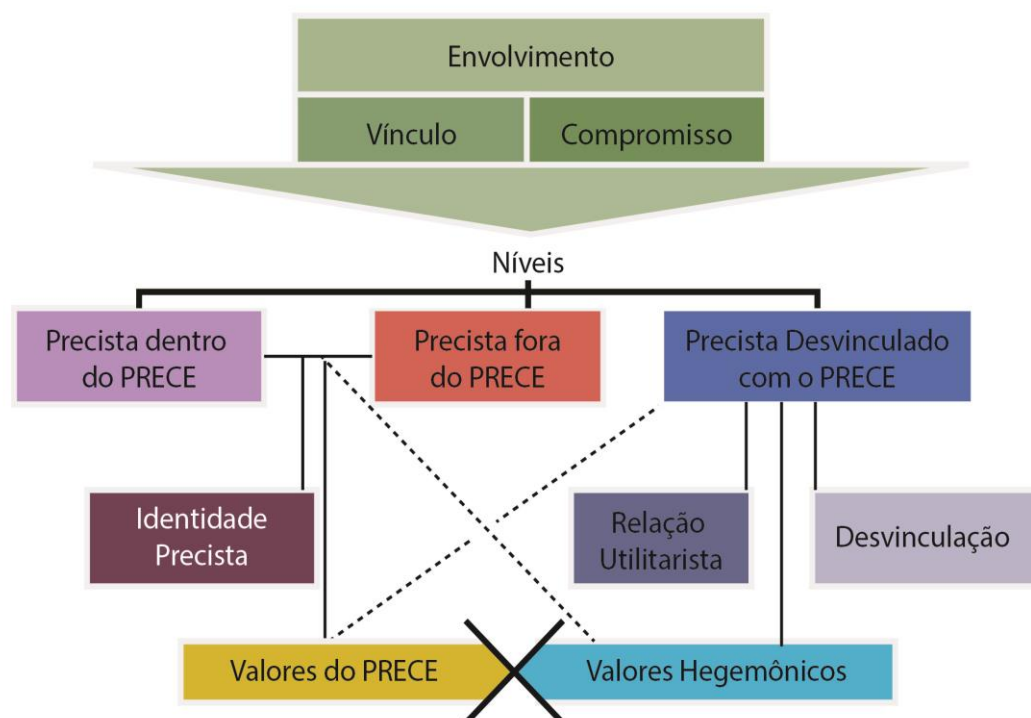 Envolvimento
Vínculo
Compromisso
Níveis
Precista dentro
do PRECE
Precista fora
do PRECE
Precista Desvinculado
com o PRECE
Identidade
Precista
Relação
Utilitarista
Desvinculação
Valores do PRECE
Valores Hegemônicos